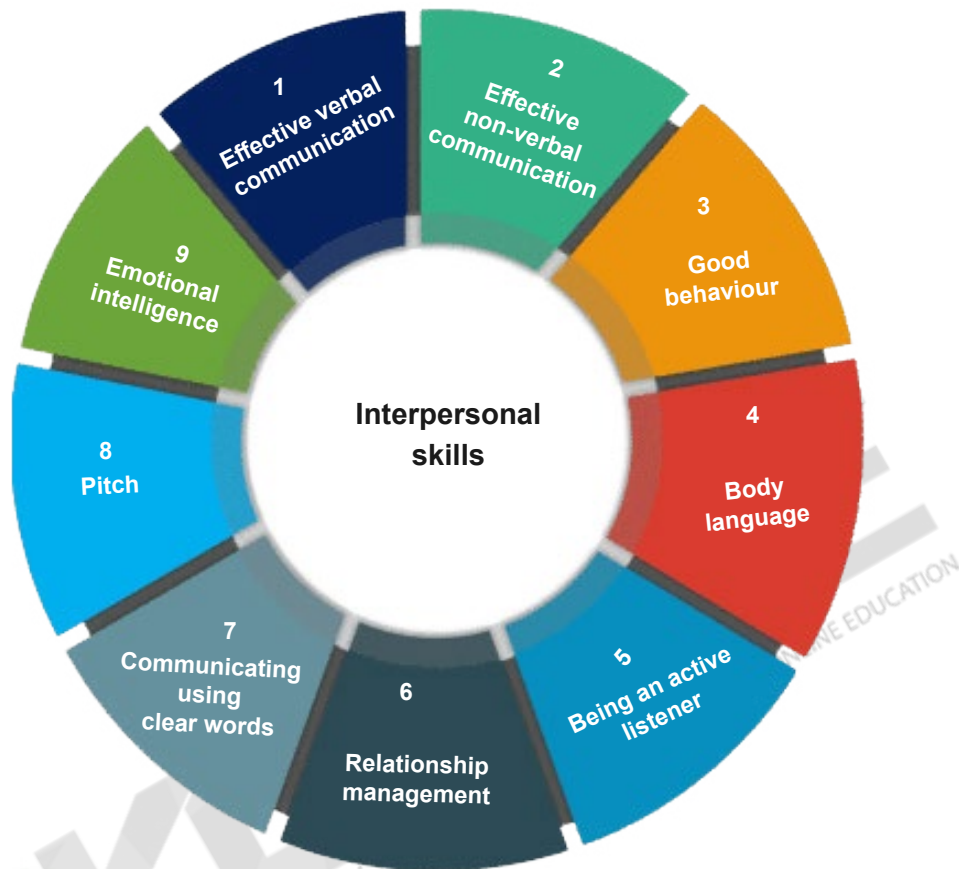 Interpersonal
skills
1
Effective verbal
communication
2
Effective
non-verbal
communication
3
Good
behaviour
4
Body
language
5
Being an active
listener
6
Relationship
management
7
Communicating
using
clear words
8
Pitch
9
Emotional
intelligence
EDUCATION